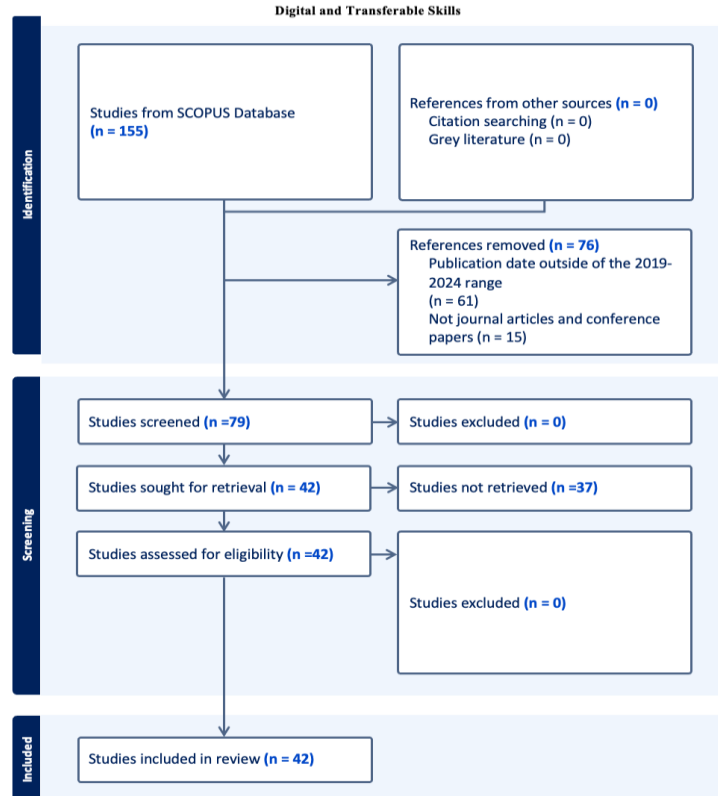 Digital and Transferable Skills
Identification
Studies from SCOPUS Database
(n = 155)
References from other sources (n = 0)
Citation searching (n = 0)
Grey literature (n = 0)
References removed (n = 76)
Publication date outside of the 2019-
2024 range
(n = 61)
Not journal articles and conference
papers (n = 15)
Screening
Studies screened (n =79)
Studies excluded (n = 0)
Studies sought for retrieval (n = 42)
Studies not retrieved (n =37)
Studies assessed for eligibility (n =42)
Studies excluded (n = 0)
Included
Studies included in review (n = 42)